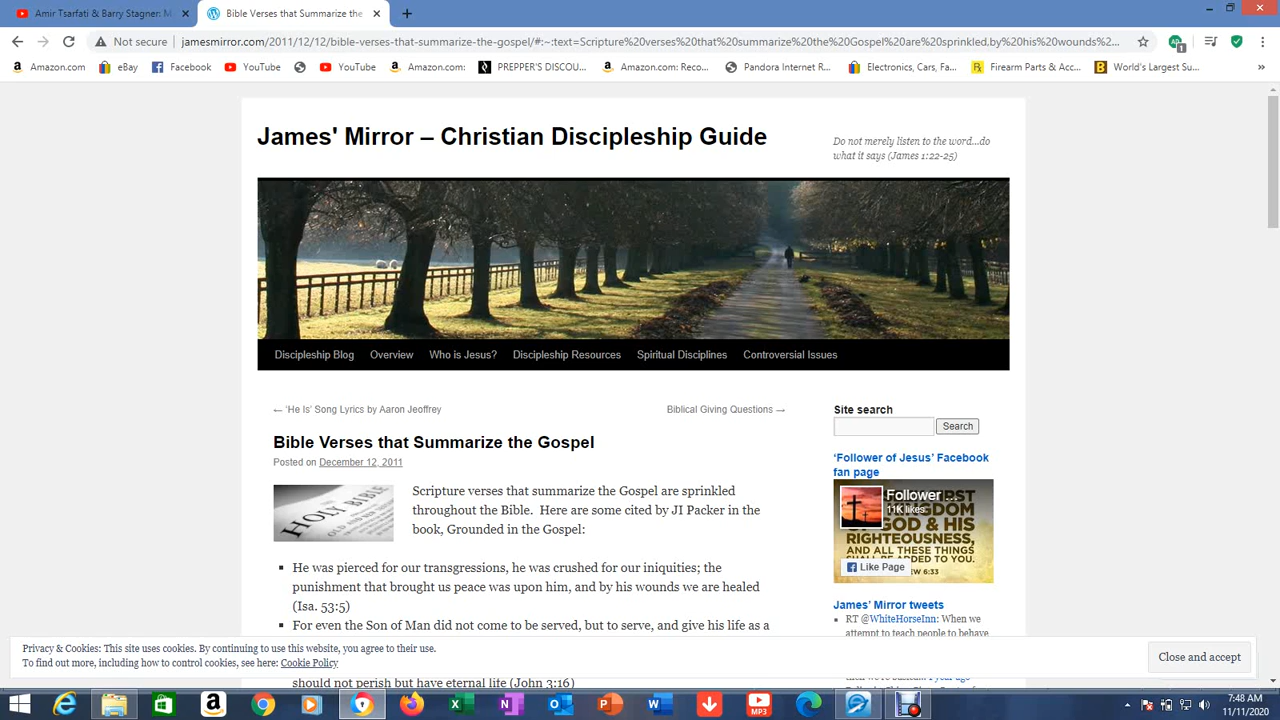 Amir Tsarfati & Barry Stagner: M
Bible Verses that Summarize the
Not secure
jamesmirror.com/2011/12/12/bible-verses-that-summarize-the-gospel/#:~:text=Scripture%20verses%20that%20summarize%20the%20Gospel%20are%20sprinkled,by%20his%20wounds%2...
Amazon.com
eBay
Facebook
YouTube
YouTube
Amazon.com:
PREPPER'S DISCOU...
Amazon.com: Reco...
Pandora Internet R...
Electronics, Cars, Fa...
Firearm Parts & Acc...
World's Largest Su...
James' Mirror – Christian Discipleship Guide
Do not merely listen to the word...do
what it says (James 1:22-25)
Discipleship Blog
Overview
Who is Jesus?
Discipleship Resources
Spiritual Disciplines
Controversial Issues
← 'He Is' Song Lyrics by Aaron Jeoffrey
Biblical Giving Questions →
Bible Verses that Summarize the Gospel
Posted on December 12, 2011
HOLY BIBLE
Scripture verses that summarize the Gospel are sprinkled
throughout the Bible. Here are some cited by JI Packer in the
book, Grounded in the Gospel:
▪ He was pierced for our transgressions, he was crushed for our iniquities; the
punishment that brought us peace was upon him, and by his wounds we are healed
(Isa. 53:5)
▪ For even the Son of Man did not come to be served, but to serve, and give his life as a
should not perish but have eternal life (John 3:16)
Site search
Search
'Follower of Jesus' Facebook
fan page
Follower ...
11K likes
KINGDOM
OF GOD & HIS
RIGHTEOUSNESS,
AND ALL THESE THINGS
SHALL BE ADDED TO YOU.
6:33
Like Page
James' Mirror tweets
• RT @WhiteHorseInn: When we
attempt to teach people to behave
Privacy & Cookies: This site uses cookies. By continuing to use this website, you agree to their use.
To find out more, including how to control cookies, see here: Cookie Policy
Close and accept
MP3
7:48 AM
11/11/2020